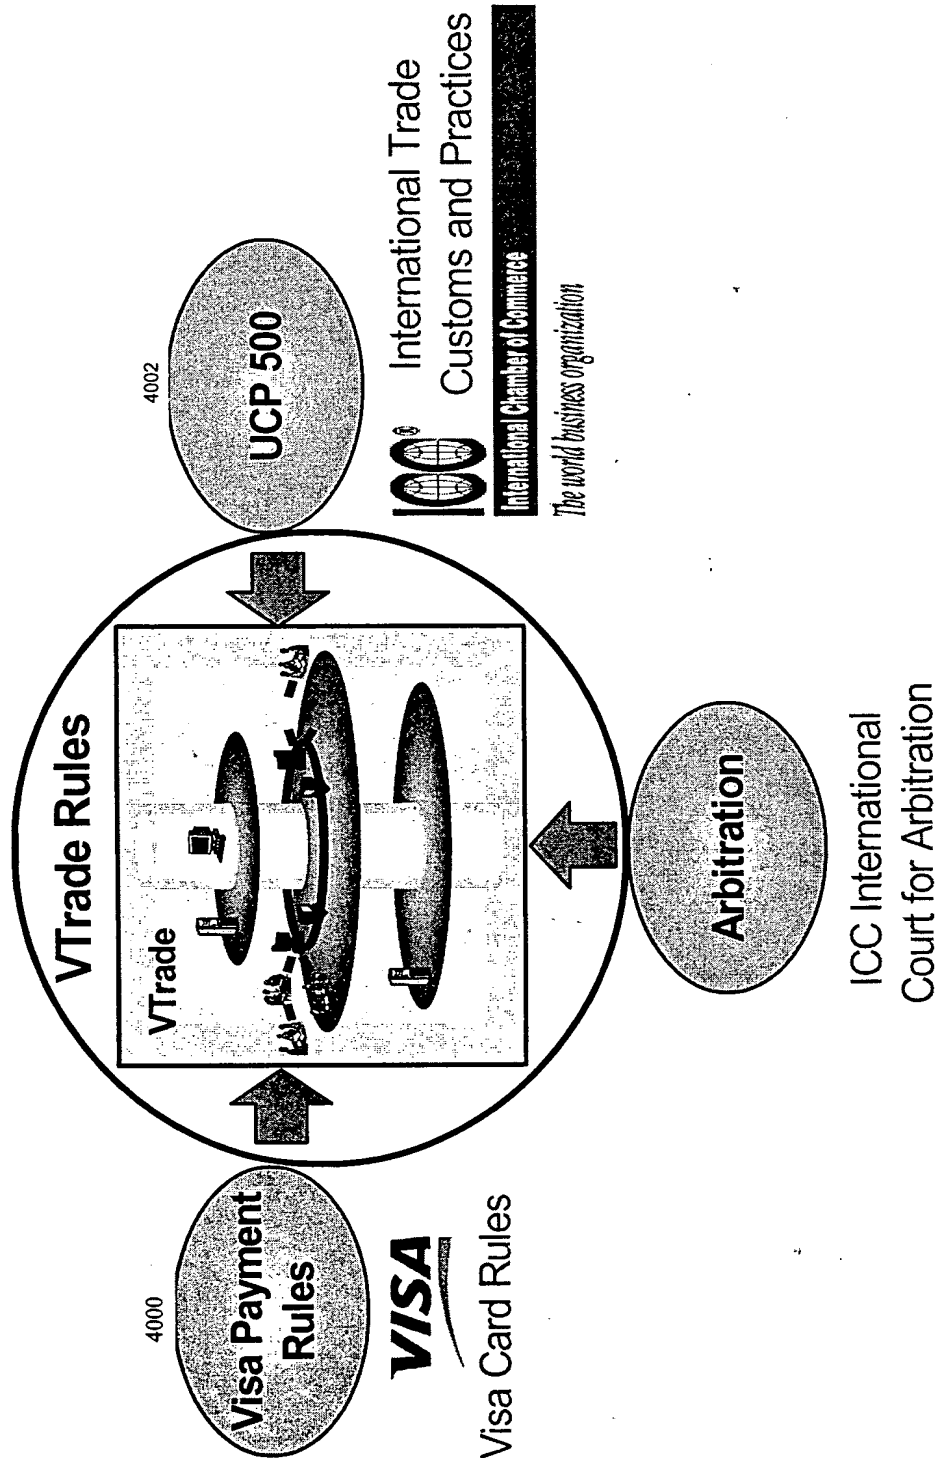 VTrade Rules
VTrade
4000
Visa Payment
Rules
VISA
Visa Card Rules
4002
UCP 500
ICC®
International Trade
Customs and Practices
International Chamber of Commerce
The world business organization
Arbitration
ICC International
Court for Arbitration